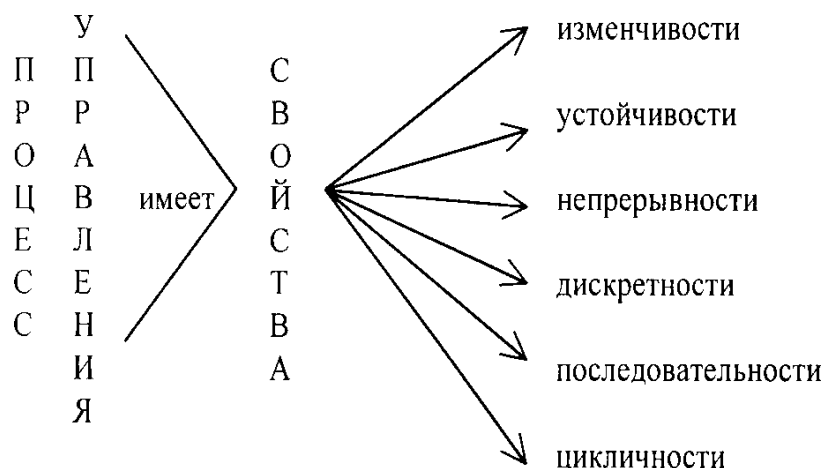 ПРОЦЕСС
УПРАВЛЕНИЯ
имеет
СВОЙСТВА
изменчивости
устойчивости
непрерывности
дискретности
последовательности
цикличности